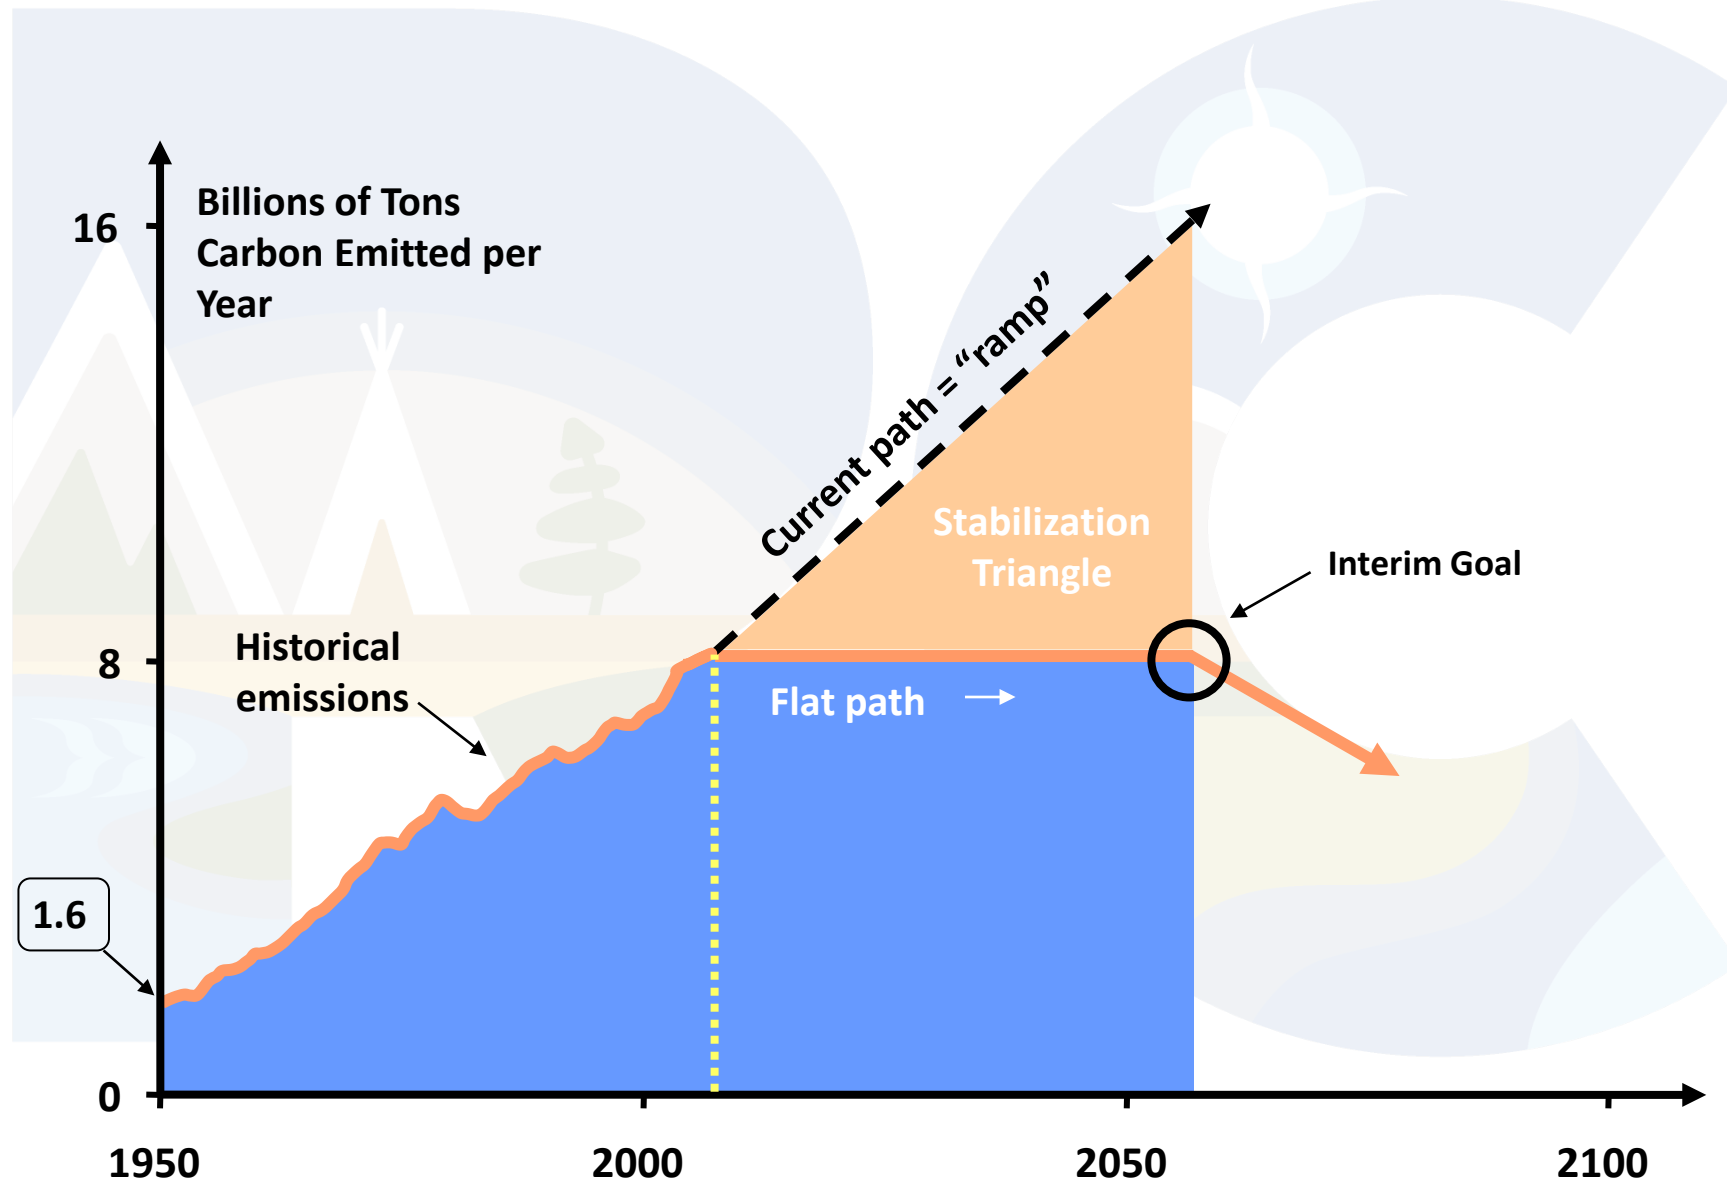 Billions of Tons
Carbon Emitted per
Year
16
8
0
1.6
Historical
emissions
Current path = “ramp”
Stabilization
Triangle
Interim Goal
Flat path
1950
2000
2050
2100